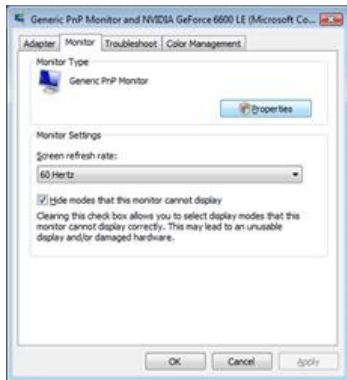 Generic PnP Monitor and NVIDIA GeForce 6600 LE (Microsoft Co...
Adapter Monitor Troubleshoot Color Management
Monitor Type
Generic PnP Monitor
Properties
Monitor Settings
Screen refresh rate:
60 Hertz
Hide modes that this monitor cannot display
Clearing this check box allows you to select display modes that this
monitor cannot display correctly. This may lead to an unusable
display and/or damaged hardware.
OK Cancel Apply